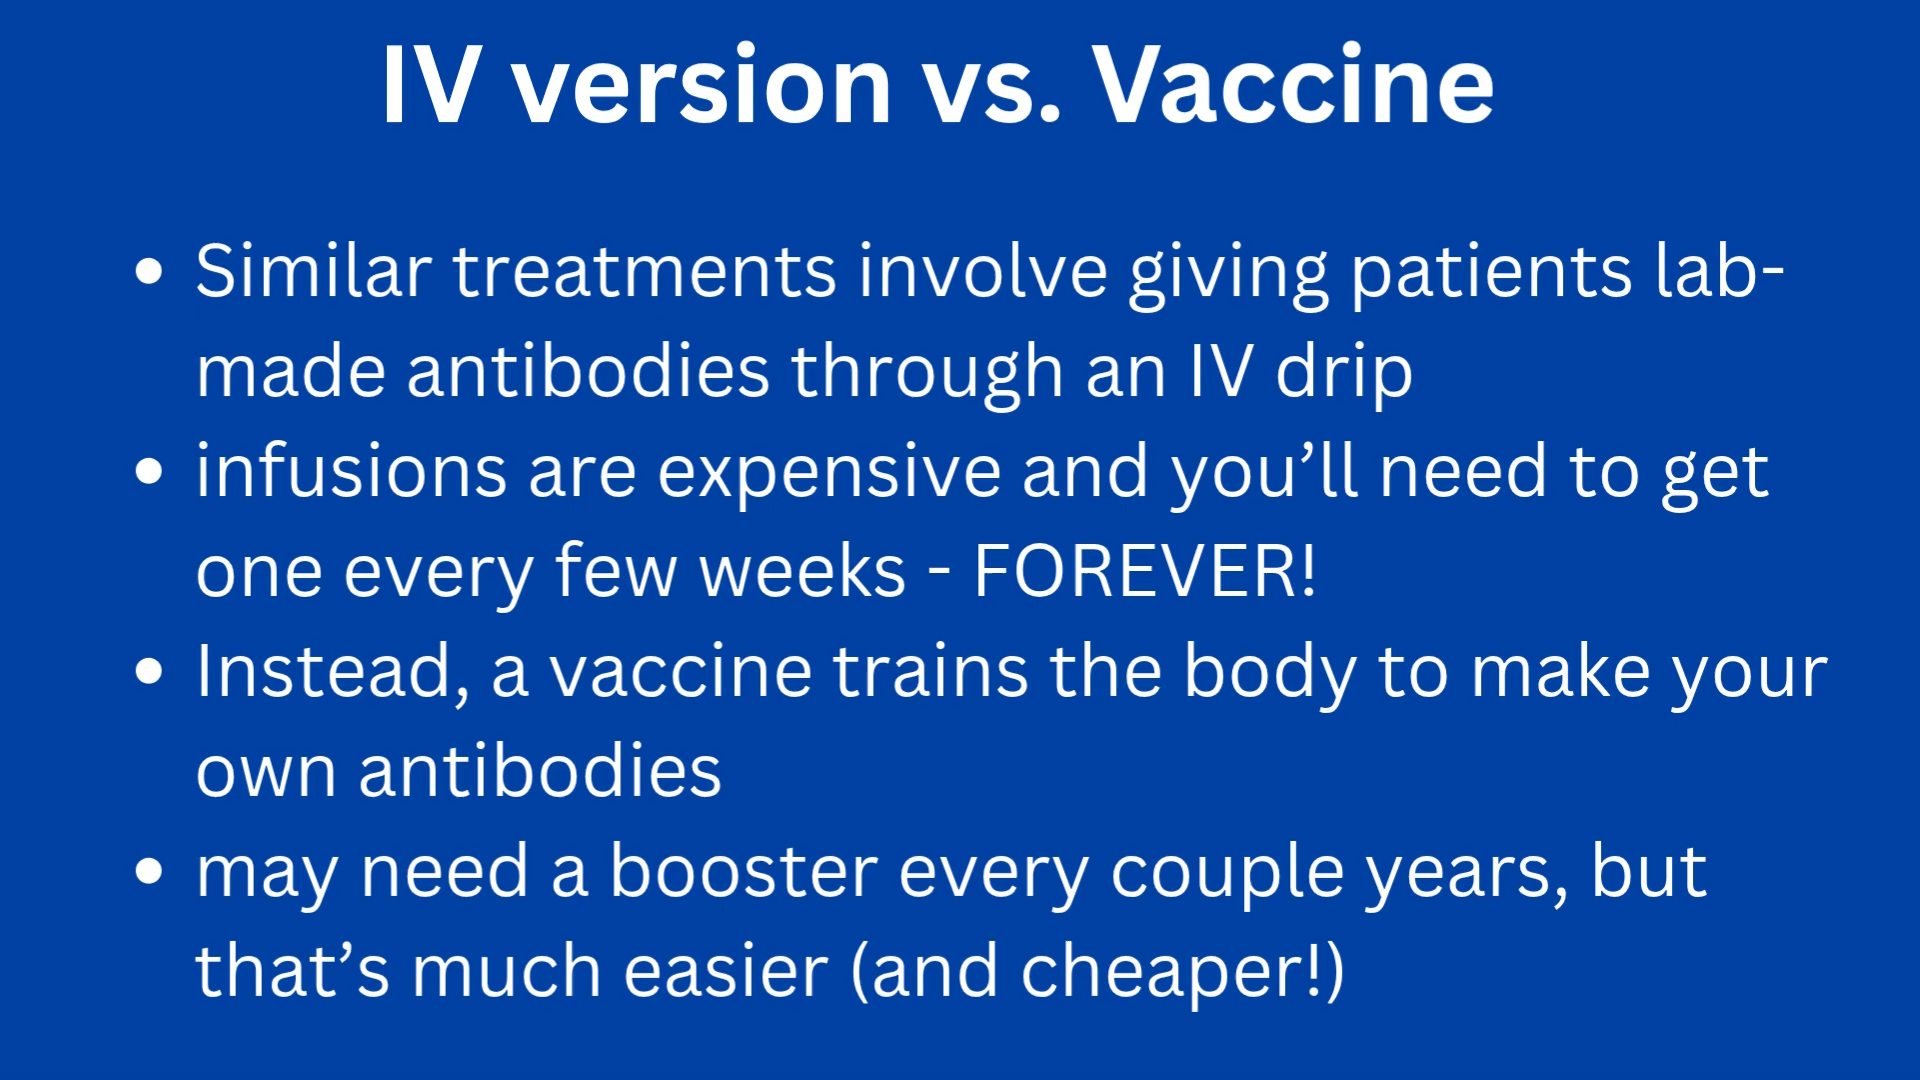 IV version vs. Vaccine
• Similar treatments involve giving patients lab-
made antibodies through an IV drip
• infusions are expensive and you’ll need to get
one every few weeks - FOREVER!
• Instead, a vaccine trains the body to make your
own antibodies
• may need a booster every couple years, but
that’s much easier (and cheaper!)